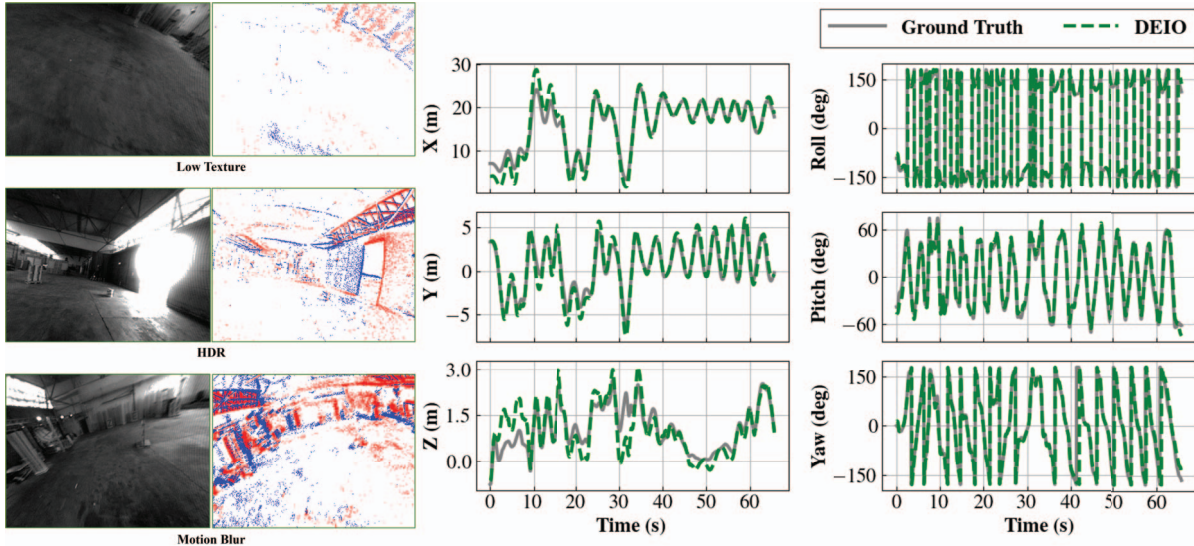 Low Texture
HDR
Motion Blur
Ground Truth
DEIO
X (m)
30
20
10
Y (m)
5
0
−5
Z (m)
3.0
1.5
0.0
0 10 20 30 40 50 60
Time (s)
Roll (deg)
150
0
−150
Pitch (deg)
60
0
−60
Yaw (deg)
150
0
−150
0 10 20 30 40 50 60
Time (s)